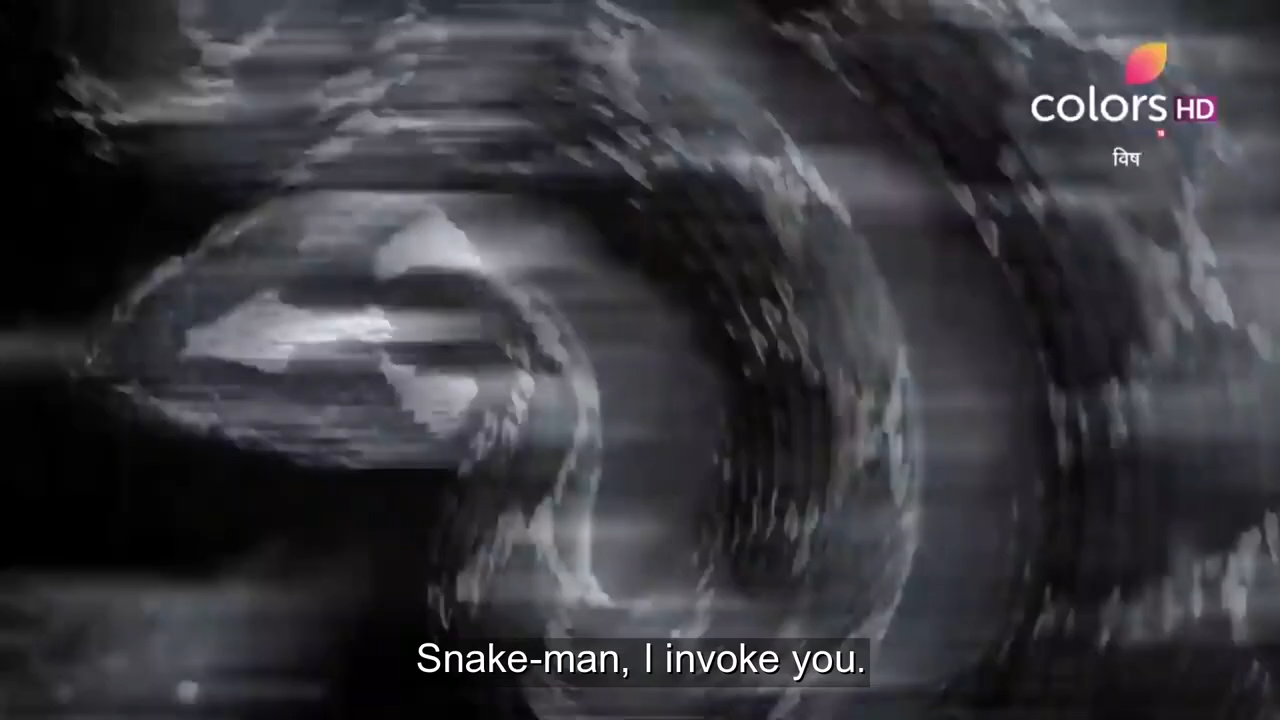 colors HD
विष
Snake-man, I invoke you.